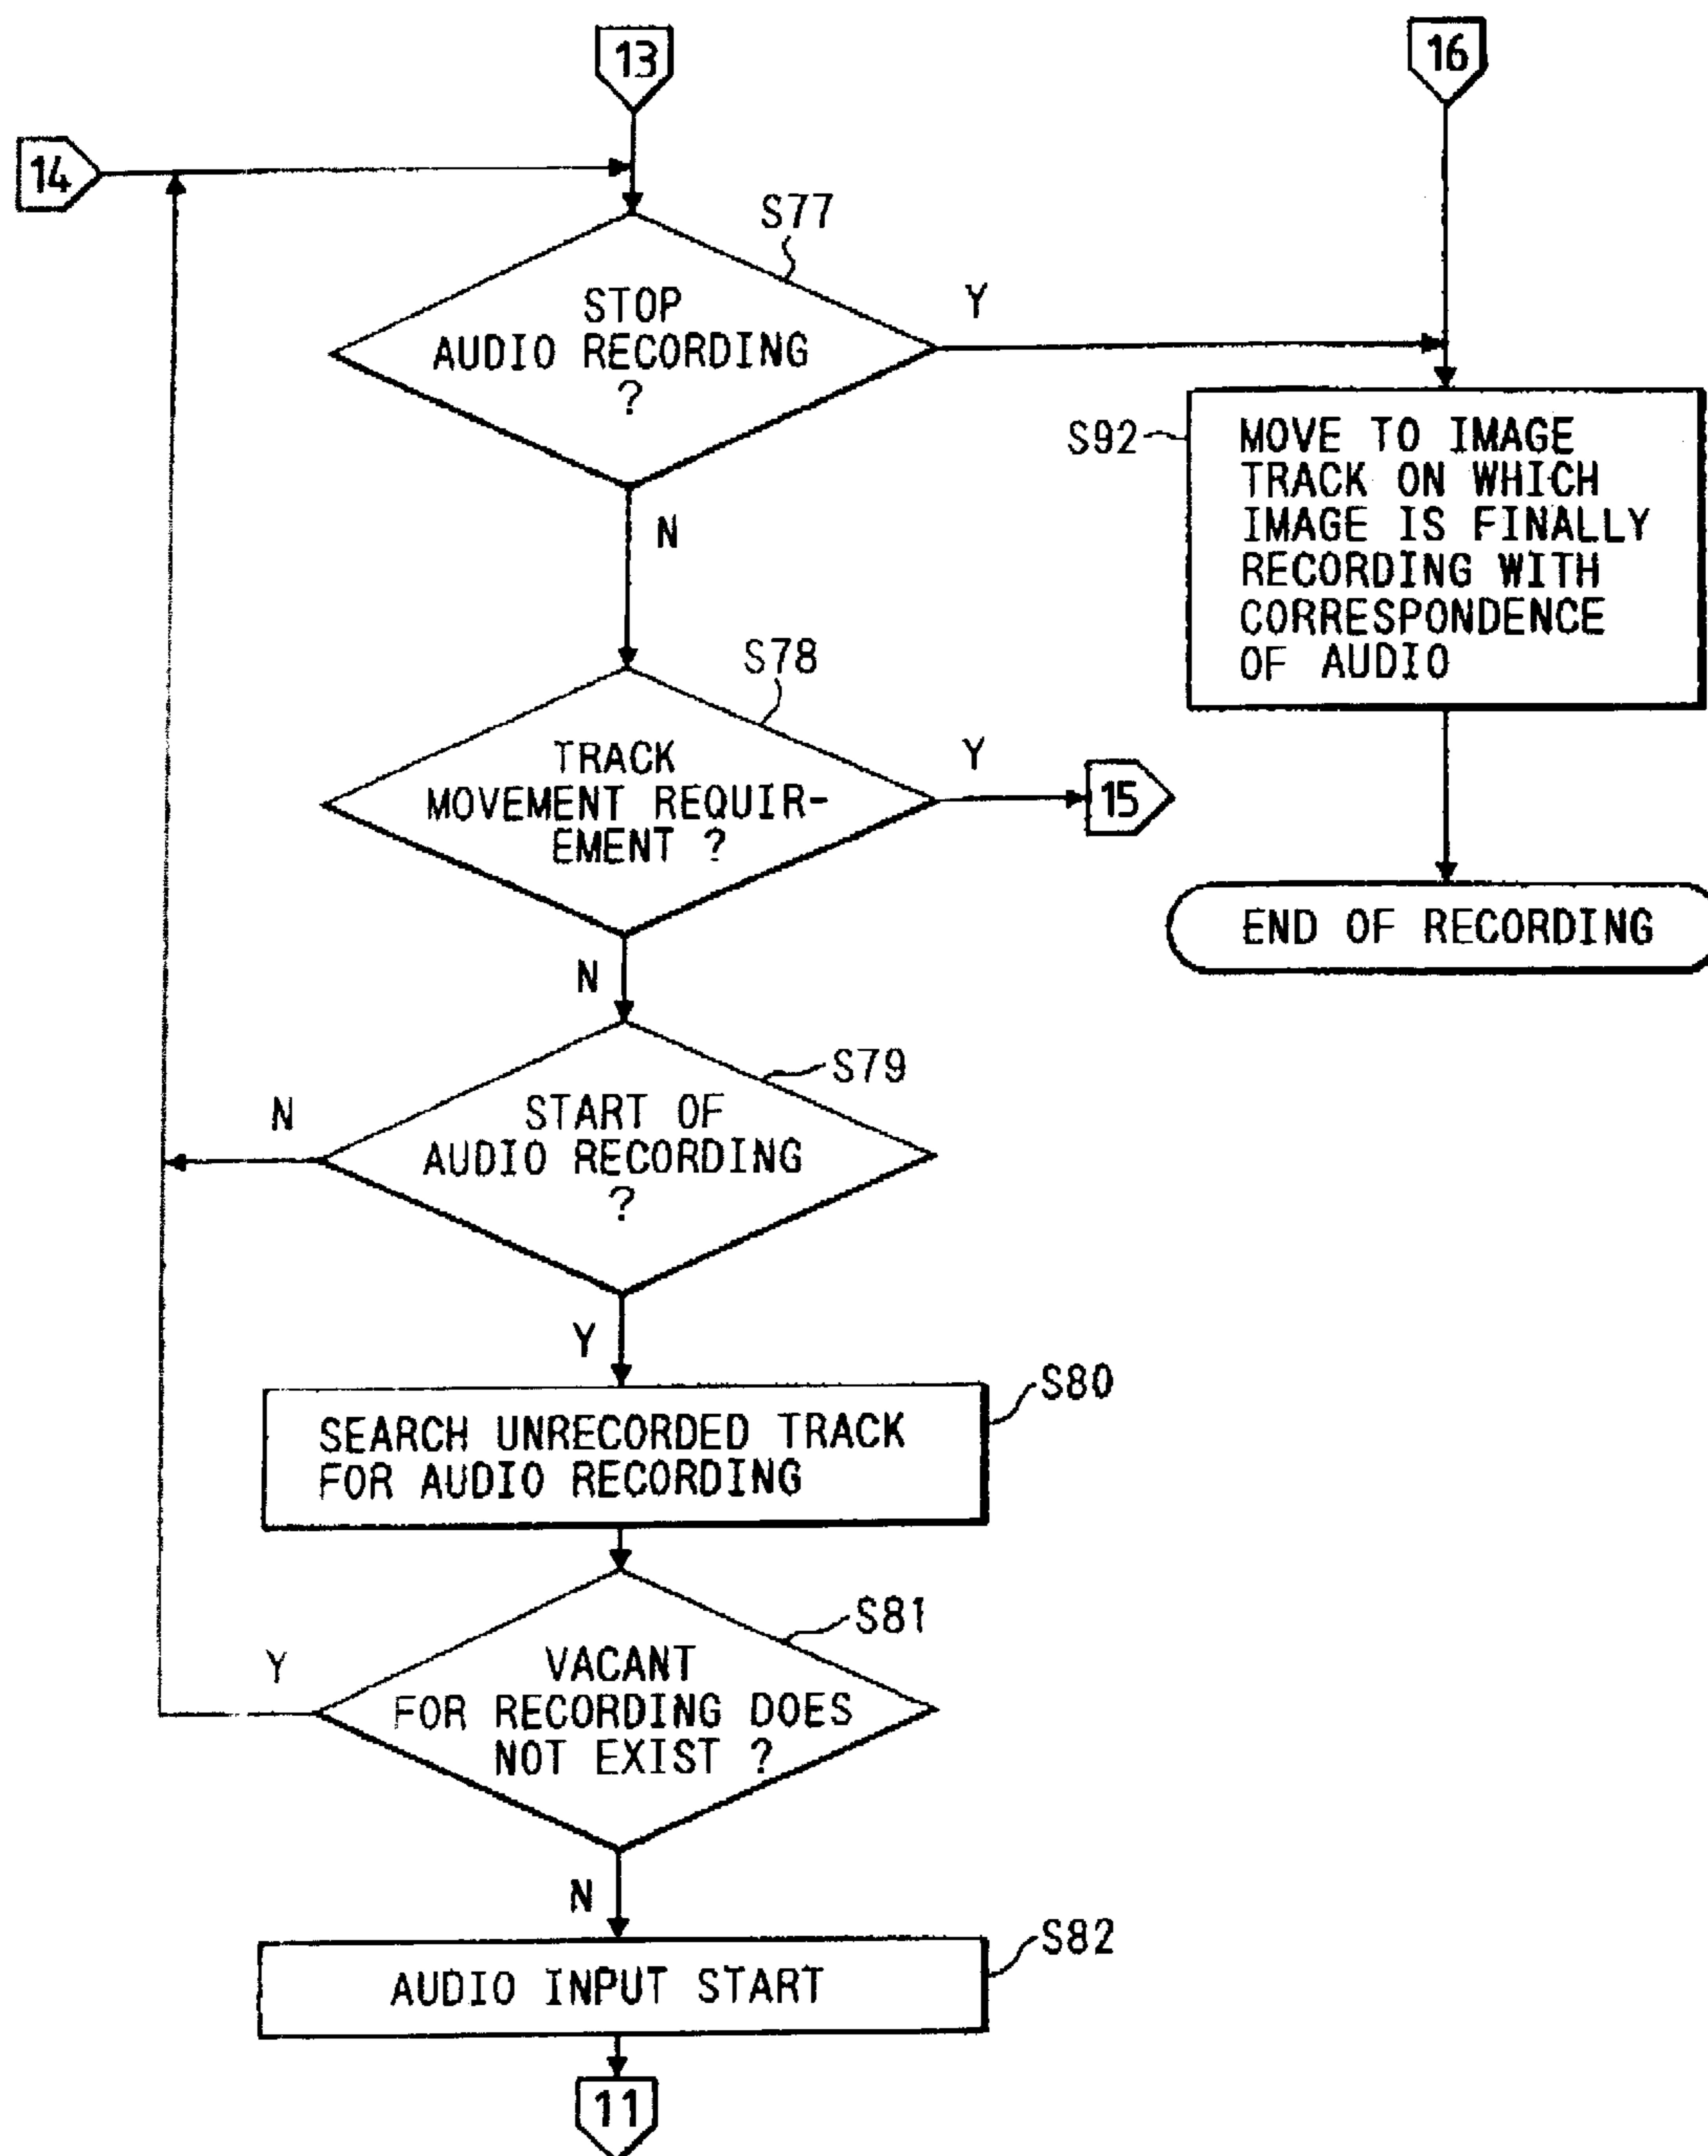 13
16
14
S77
STOP
AUDIO RECORDING
?
Y
N
S92
MOVE TO IMAGE
TRACK ON WHICH
IMAGE IS FINALLY
RECORDING WITH
CORRESPONDENCE
OF AUDIO
S78
TRACK
MOVEMENT REQUIR-
EMENT ?
Y
15
N
END OF RECORDING
S79
START OF
AUDIO RECORDING
?
N
Y
S80
SEARCH UNRECORDED TRACK
FOR AUDIO RECORDING
S81
VACANT
FOR RECORDING DOES
NOT EXIST ?
Y
N
S82
AUDIO INPUT START
11